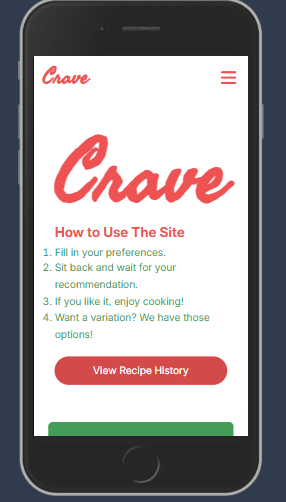 Crave
Crave
How to Use The Site
1. Fill in your preferences.
2. Sit back and wait for your
recommendation.
3. If you like it, enjoy cooking!
4. Want a variation? We have those
options!
View Recipe History